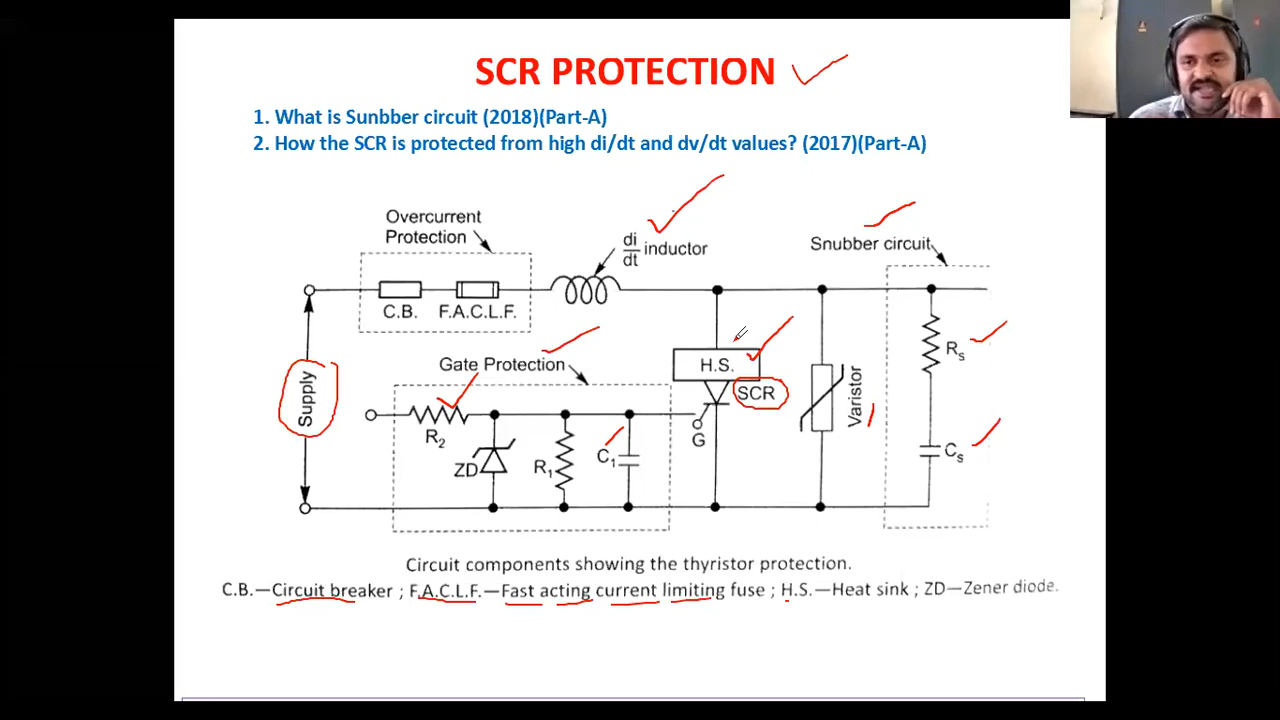 SCR PROTECTION
1. What is Sunbber circuit (2018)(Part-A)
2. How the SCR is protected from high di/dt and dv/dt values? (2017)(Part-A)
Overcurrent
Protection
di
dt
inductor
Snubber circuit
C.B.
F.A.C.L.F.
Gate Protection
H.S.
SCR
Supply
R2
ZD
R1
C1
G
Varistor
Rs
Cs
Circuit components showing the thyristor protection.
C.B.—Circuit breaker ; F.A.C.L.F.—Fast acting current limiting fuse ; H.S.—Heat sink ; ZD—Zener diode.